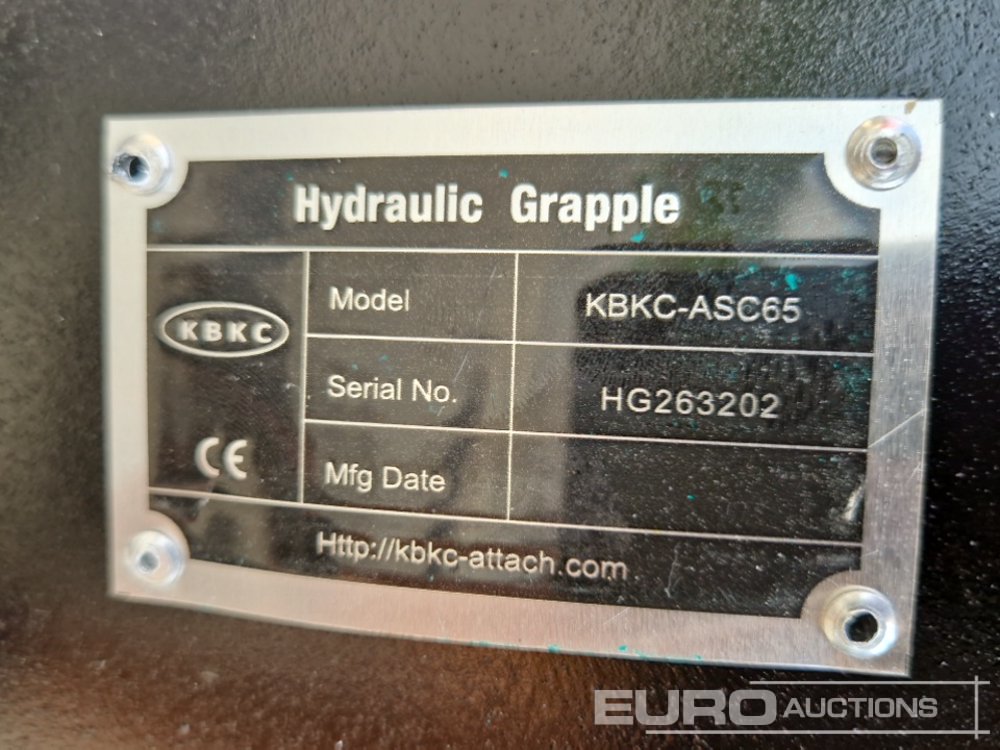 Hydraulic Grapple
KBKC
Model KBKC-ASC65
Serial No. HG263202
CE
Mfg Date
Http://kbkc-attach.com
EURO AUCTIONS